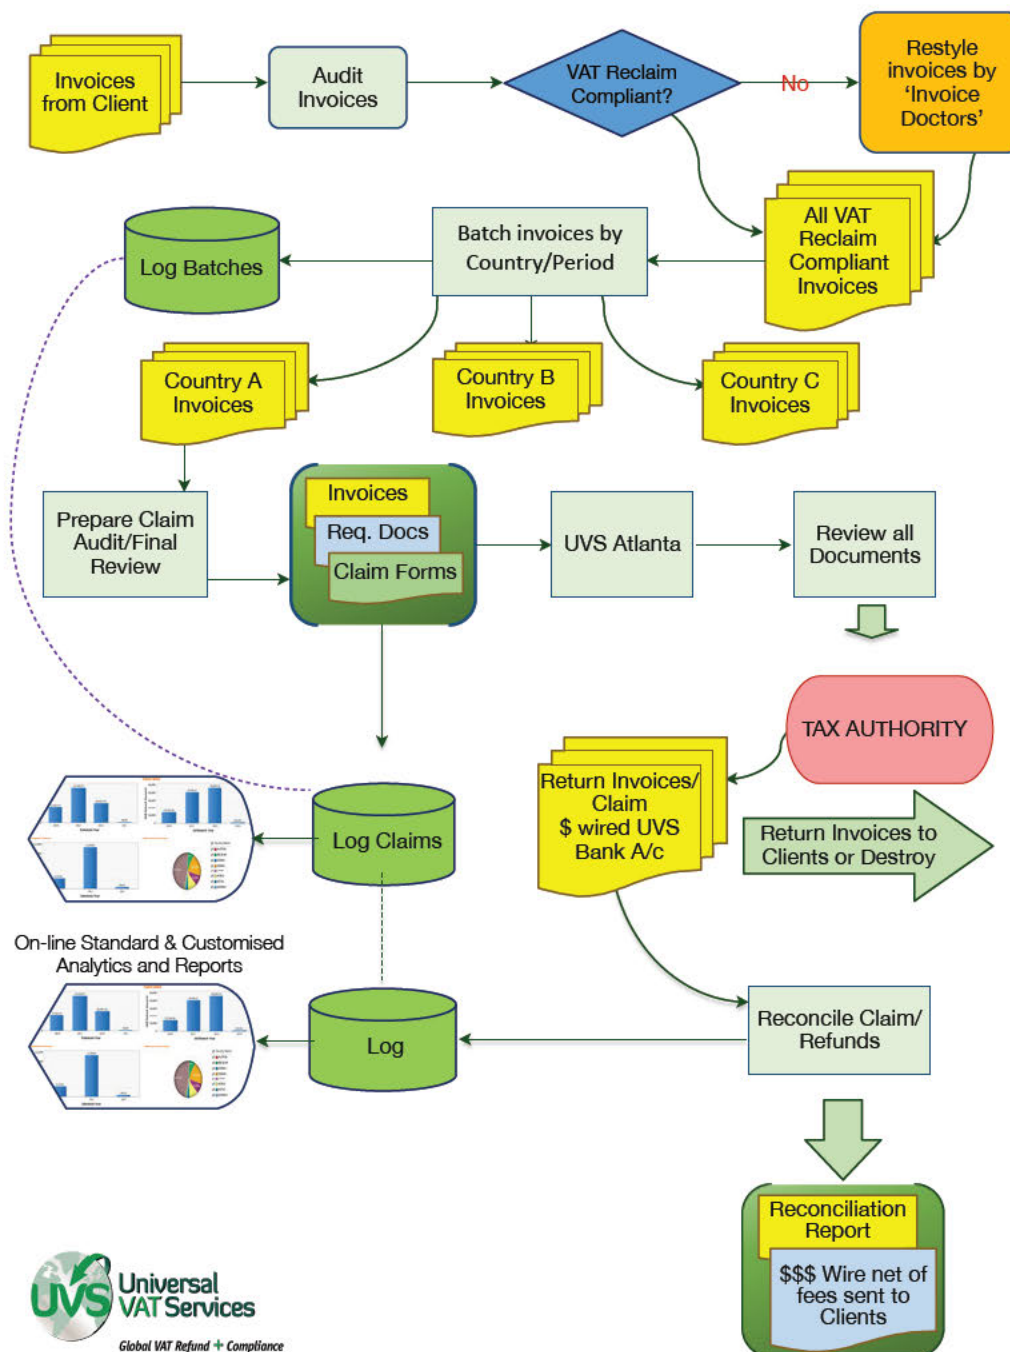 Invoices
from Client
Audit
Invoices
VAT Reclaim
Compliant?
No
Restyle
invoices by
‘Invoice
Doctors’
All VAT
Reclaim
Compliant
Invoices
Batch invoices by
Country/Period
Log Batches
Country A
Invoices
Country B
Invoices
Country C
Invoices
Prepare Claim
Audit/Final
Review
Invoices
Req. Docs
Claim Forms
UVS Atlanta
Review all
Documents
TAX AUTHORITY
Return Invoices/
Claim
$ wired UVS
Bank A/c
Return Invoices to
Clients or Destroy
Log Claims
On-line Standard & Customised
Analytics and Reports
Log
Reconcile Claim/
Refunds
Reconciliation
Report
$$$ Wire net of
fees sent to
Clients
UVS Universal
VAT Services
Global VAT Refund + Compliance